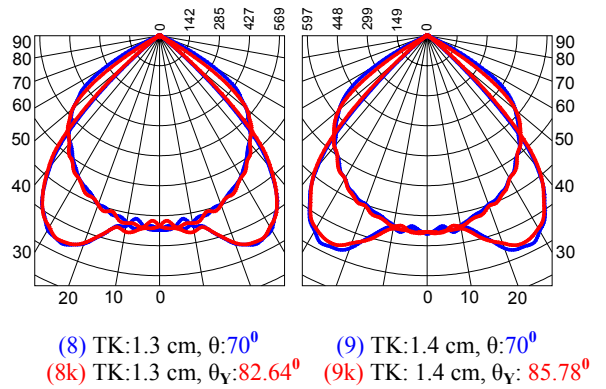 0 142 285 427 569
597 448 299 149 0
90 90
80 80
70 70
60 60
50 50
40 40
30 30
20 10 0
0 10 20
(8) TK:1.3 cm, θ:70⁰ (9) TK:1.4 cm, θ:70⁰
(8k) TK:1.3 cm, θY:82.64⁰ (9k) TK: 1.4 cm, θY: 85.78⁰